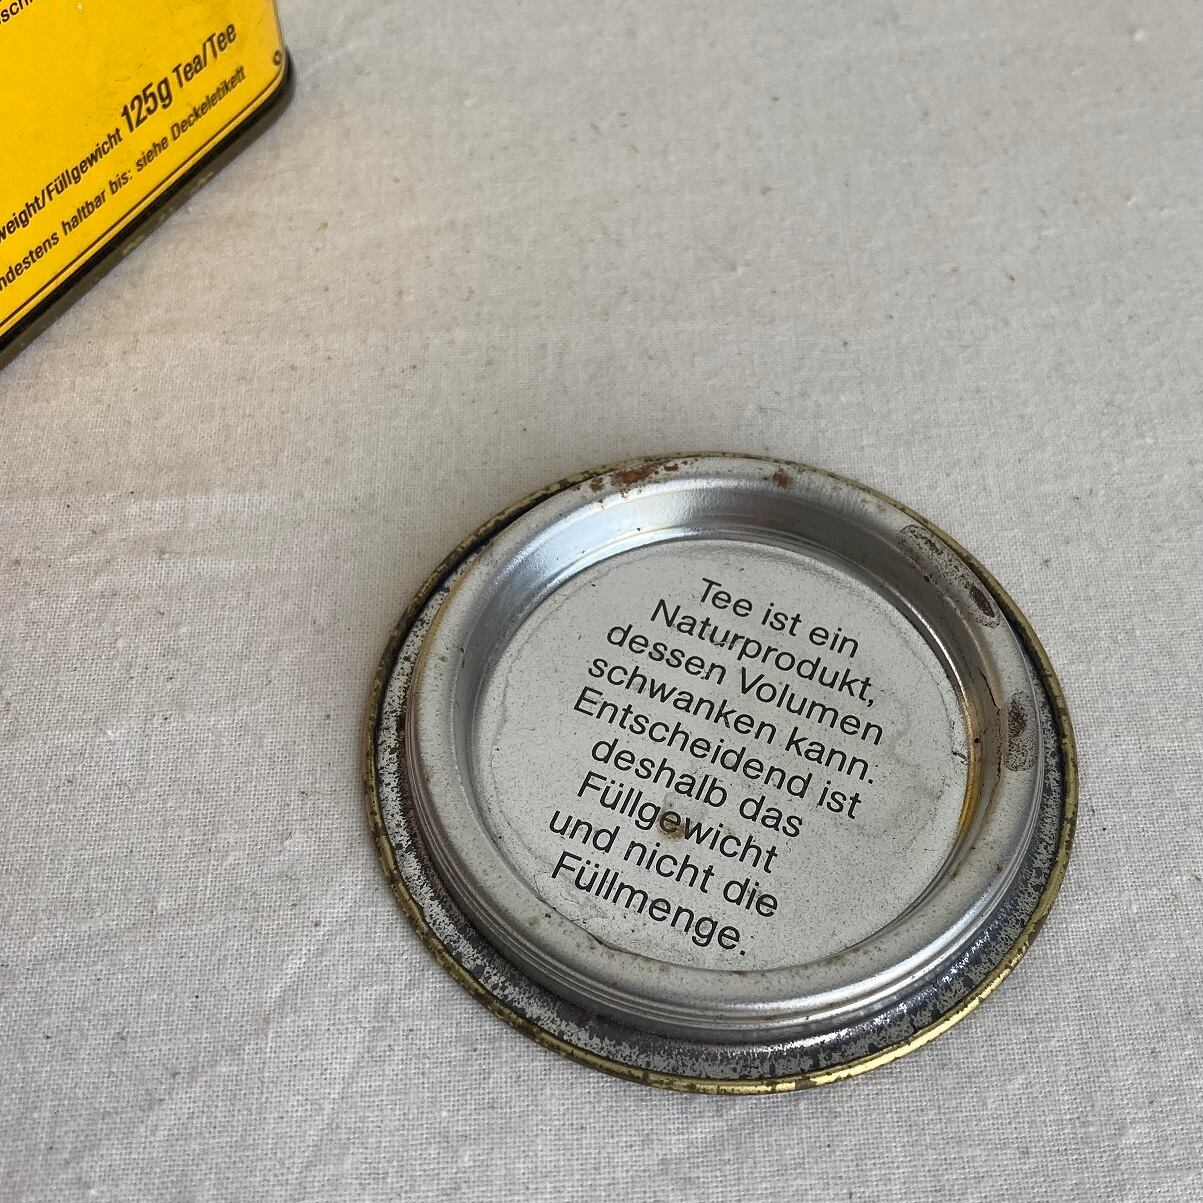 125g Tea/Tee
weight/Füllgewicht
haltbar bis: siehe Deckeletikett
Tee ist ein
Naturprodukt,
dessen Volumen
schwanken kann.
Entscheidend ist
deshalb das
Füllgewicht
und nicht die
Füllmenge.